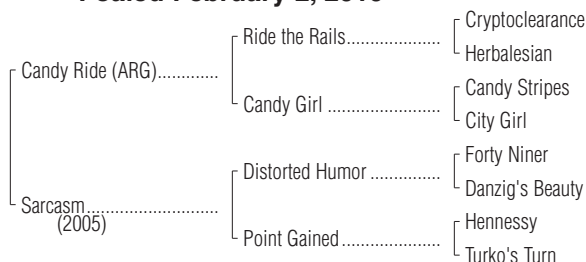 Foaled February
Cryptoclearance
Ride the Rails....................
Herbalesian
Candy Ride (ARG).............
Candy Stripes
Candy Girl ........................
City Girl
Forty Niner
Distorted Humor ...............
Danzig's Beauty
Sarcasm............................
(2005)
Hennessy
Point Gained.....................
Turko's Turn